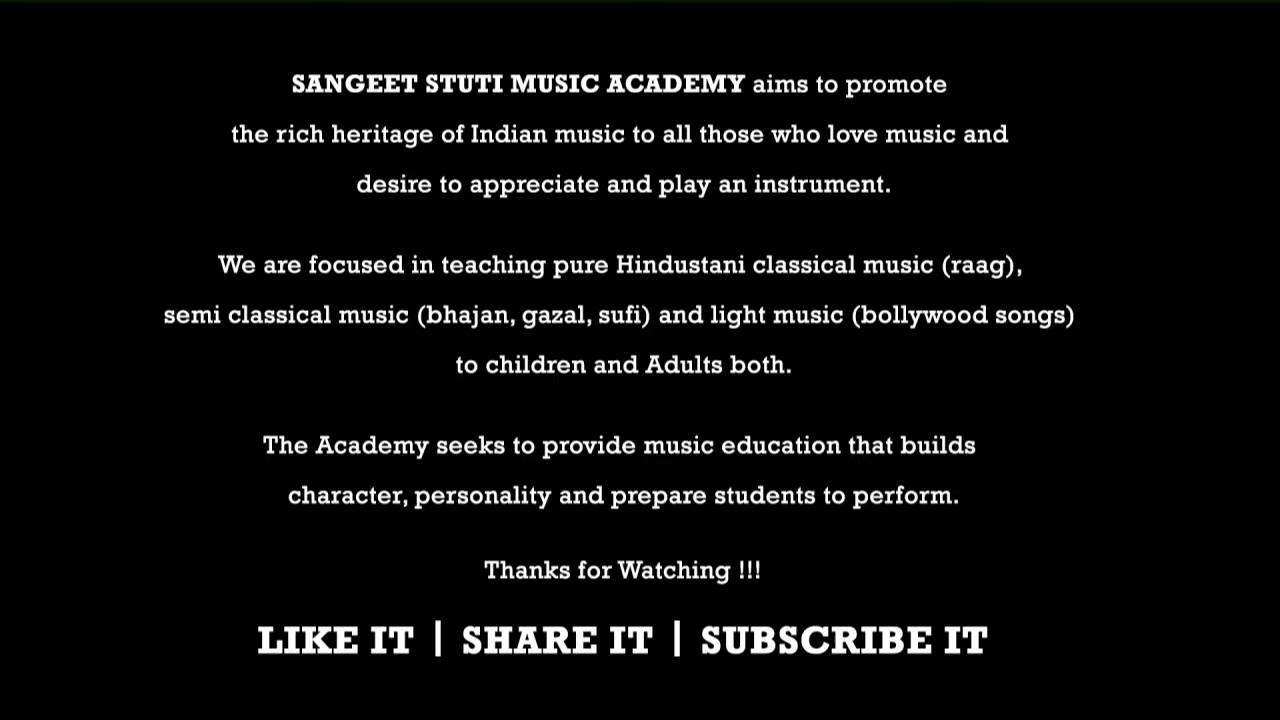 SANGEET STUTI MUSIC ACADEMY aims to promote
the rich heritage of Indian music to all those who love music and
desire to appreciate and play an instrument.
We are focused in teaching pure Hindustani classical music (raag),
semi classical music (bhajan, gazal, sufi) and light music (bollywood songs)
to children and Adults both.
The Academy seeks to provide music education that builds
character, personality and prepare students to perform.
Thanks for Watching !!!
LIKE IT | SHARE IT | SUBSCRIBE IT